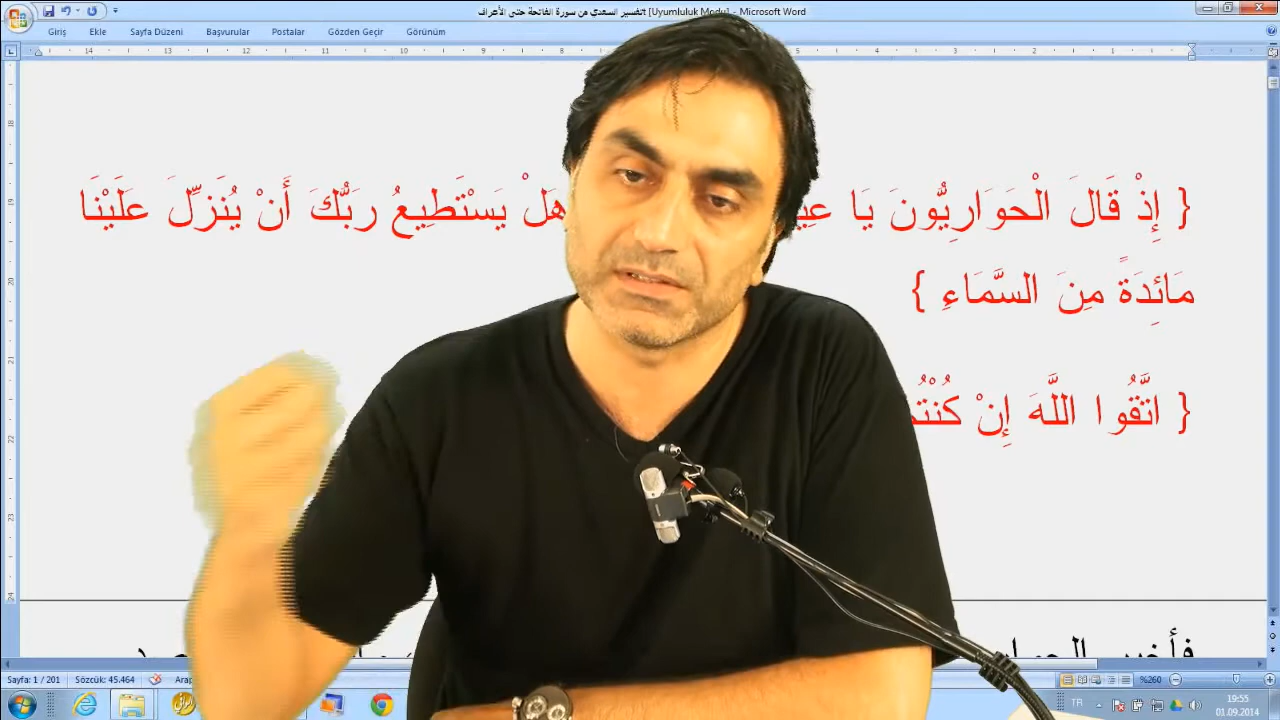 التفسير السعدي من سورة الفاتحة حتى الأعراف [Uyumluluk Modu] - Microsoft Word
Giriş Ekle Sayfa Düzeni Başvurular Postalar Gözden Geçir Görünüm
{ إِذْ قَالَ الْحَوَارِيُّونَ يَا هَلْ يَسْتَطِيعُ رَبُّكَ أَنْ يُنَزِّلَ عَلَيْنَا
مَائِدَةً مِنَ السَّمَاءِ }
{ اتَّقُوا اللَّهَ إِنْ
Sayfa: 1 / 201 Sözcük: 45.464 %260
TR 19:55
01.09.2014